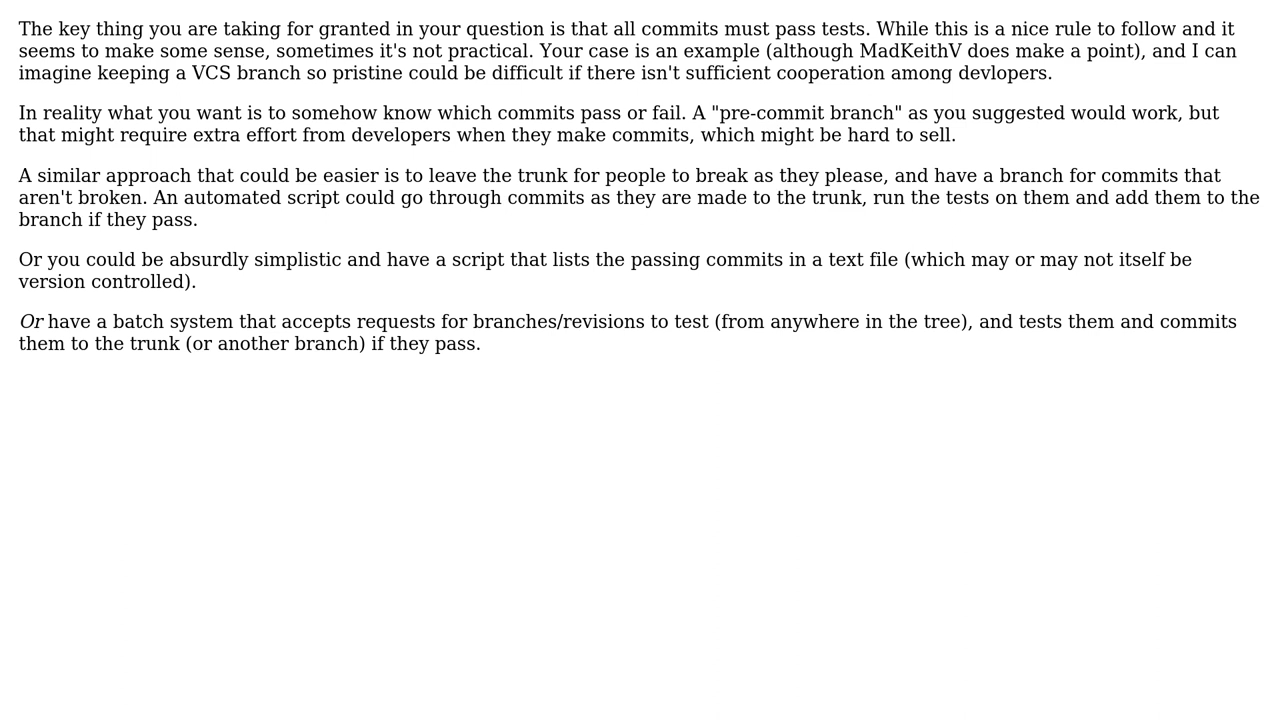 The key thing you are taking for granted in your question is that all commits must pass tests. While this is a nice rule to follow and it
seems to make some sense, sometimes it's not practical. Your case is an example (although MadKeithV does make a point), and I can
imagine keeping a VCS branch so pristine could be difficult if there isn't sufficient cooperation among devlopers.
In reality what you want is to somehow know which commits pass or fail. A "pre-commit branch" as you suggested would work, but
that might require extra effort from developers when they make commits, which might be hard to sell.
A similar approach that could be easier is to leave the trunk for people to break as they please, and have a branch for commits that
aren't broken. An automated script could go through commits as they are made to the trunk, run the tests on them and add them to the
branch if they pass.
Or you could be absurdly simplistic and have a script that lists the passing commits in a text file (which may or may not itself be
version controlled).
Or have a batch system that accepts requests for branches/revisions to test (from anywhere in the tree), and tests them and commits
them to the trunk (or another branch) if they pass.